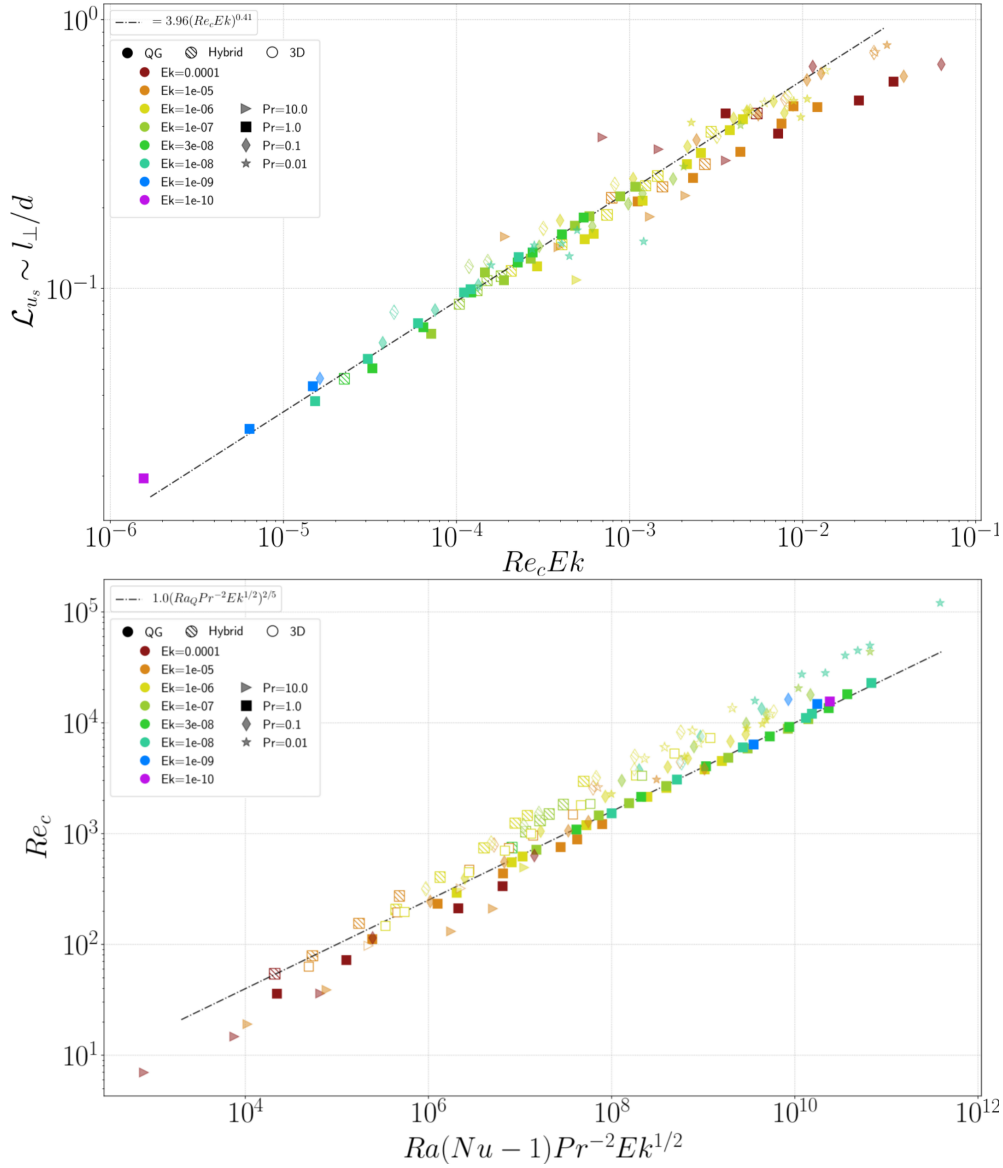 = 3.96(Re_cEk)^{0.41}
QG Hybrid 3D
Ek=0.0001
Ek=1e-05
Ek=1e-06
Ek=1e-07
Ek=3e-08
Ek=1e-08
Ek=1e-09
Ek=1e-10
Pr=10.0
Pr=1.0
Pr=0.1
Pr=0.01
10^0
10^{-1}
\mathcal{L}_{u_s} ∼ l_⊥/d
10^{-6} 10^{-5} 10^{-4} 10^{-3} 10^{-2} 10^{-1}
Re_cEk
1.0(Ra_QPr^{-2}Ek^{1/2})^{2/5}
QG Hybrid 3D
Ek=0.0001
Ek=1e-05
Ek=1e-06
Ek=1e-07
Ek=3e-08
Ek=1e-08
Ek=1e-09
Ek=1e-10
Pr=10.0
Pr=1.0
Pr=0.1
Pr=0.01
10^5
10^4
10^3
10^2
10^1
Re_c
10^4 10^6 10^8 10^{10} 10^{12}
Ra(Nu − 1)Pr^{-2}Ek^{1/2}